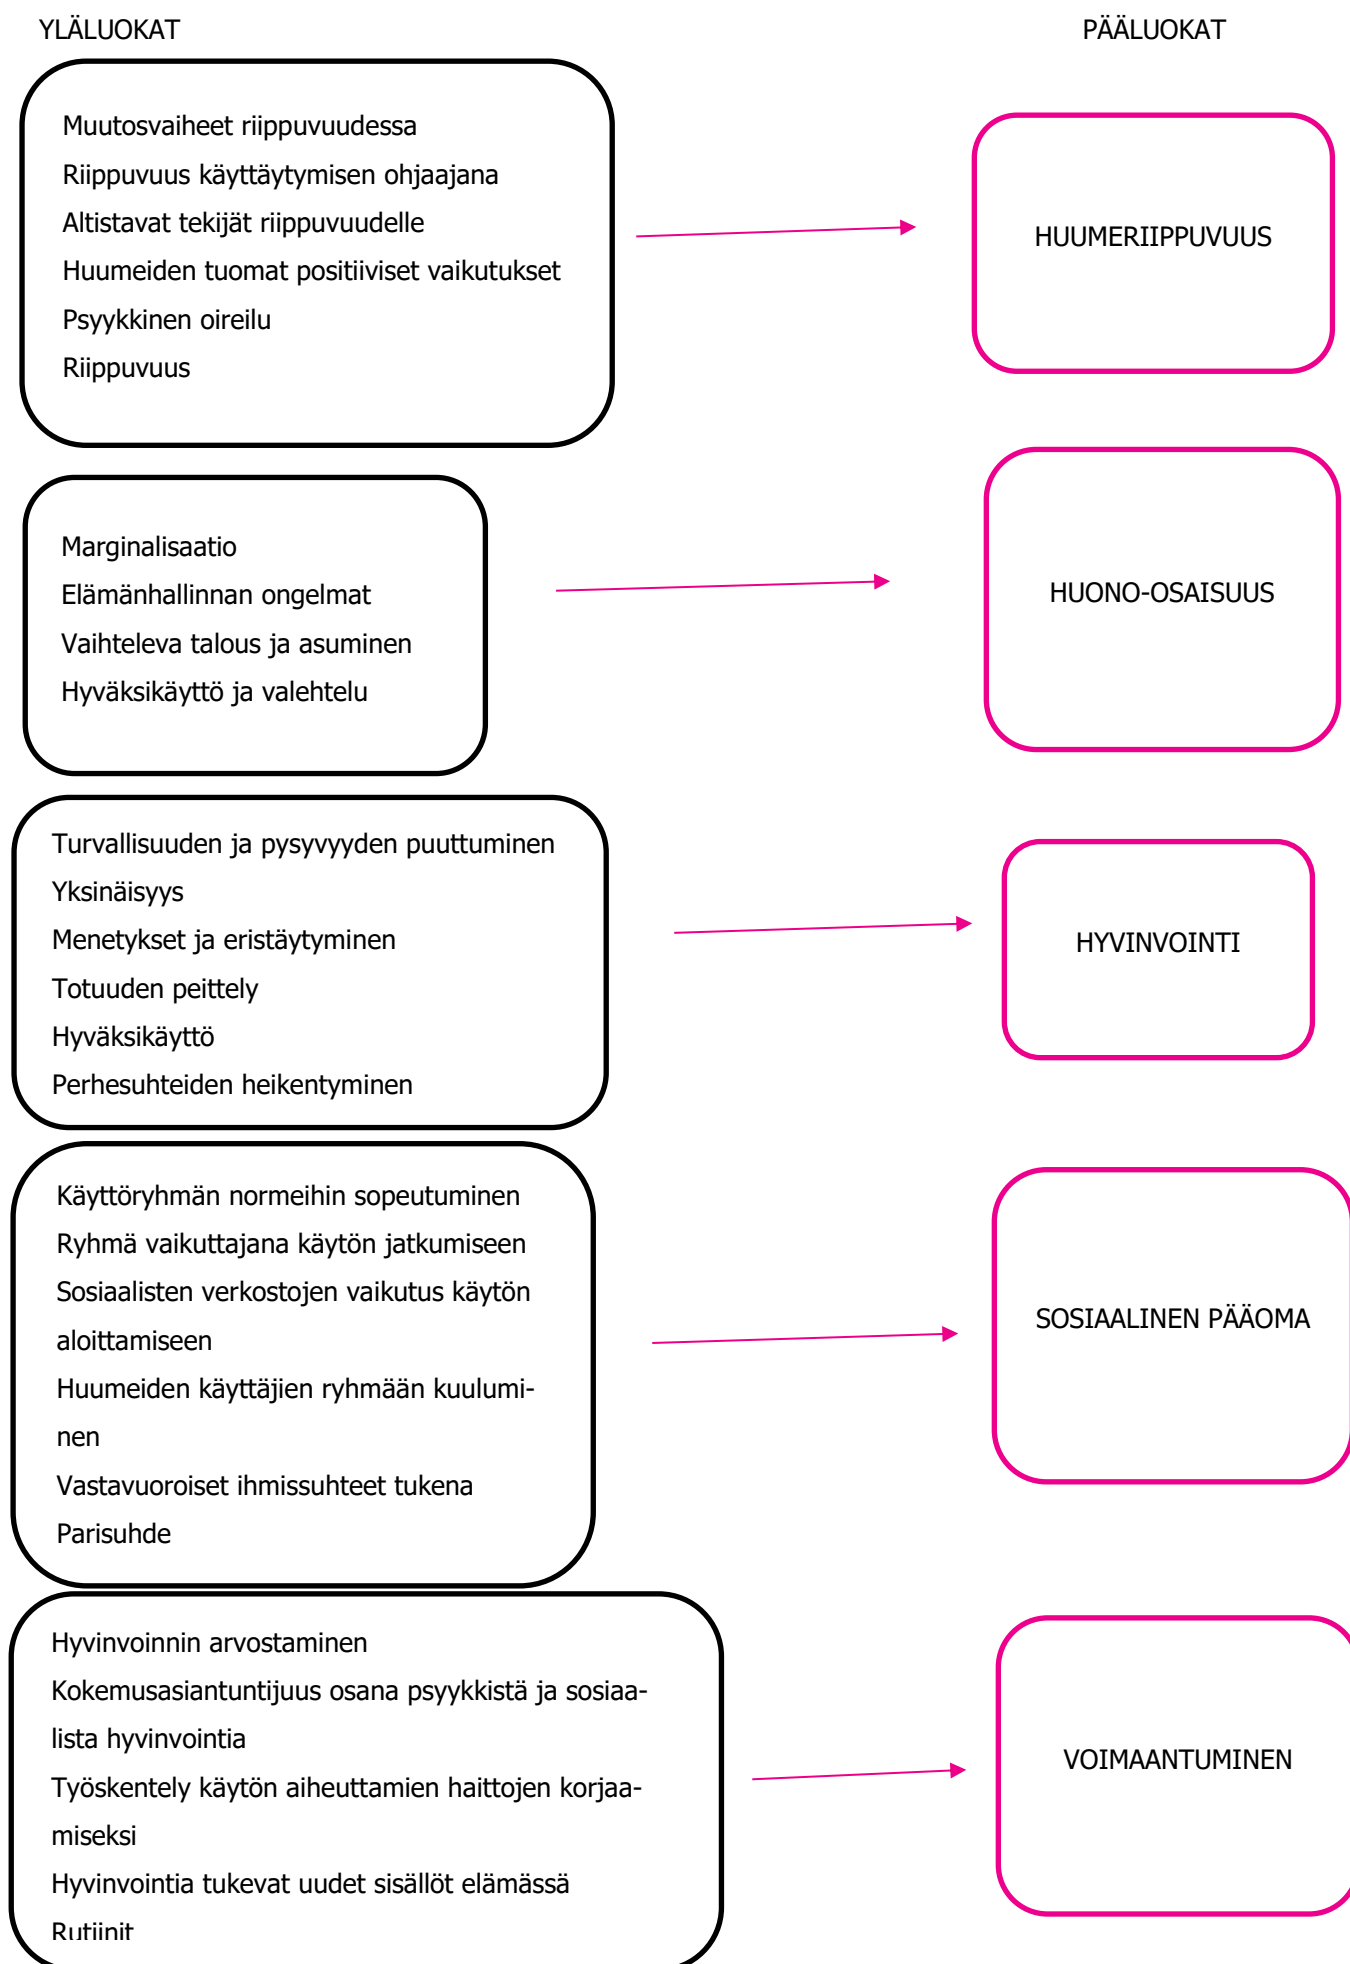 YLÄLUOKAT
PÄÄLUOKAT
Muutosvaiheet riippuvuudessa
Riippuvuus käyttäytymisen ohjaajana
Altistavat tekijät riippuvuudelle
Huumeiden tuomat positiiviset vaikutukset
Psyykkinen oireilu
Riippuvuus
HUUMERIIPPUVUUS
Marginalisaatio
Elämänhallinnan ongelmat
Vaihteleva talous ja asuminen
Hyväksikäyttö ja valehtelu
HUONO-OSAISUUS
Turvallisuuden ja pysyvyyden puuttuminen
Yksinäisyys
Menetykset ja eristäytyminen
Totuuden peittely
Hyväksikäyttö
Perhesuhteiden heikentyminen
HYVINVOINTI
Käyttöryhmän normeihin sopeutuminen
Ryhmä vaikuttajana käytön jatkumiseen
Sosiaalisten verkostojen vaikutus käytön
aloittamiseen
Huumeiden käyttäjien ryhmään kuulumi-
nen
Vastavuoroiset ihmissuhteet tukena
Parisuhde
SOSIAALINEN PÄÄOMA
Hyvinvoinnin arvostaminen
Kokemusasiantuntijuus osana psyykkistä ja sosiaa-
lista hyvinvointia
Työskentely käytön aiheuttamien haittojen korjaa-
miseksi
Hyvinvointia tukevat uudet sisällöt elämässä
Rutiinit
VOIMAANTUMINEN